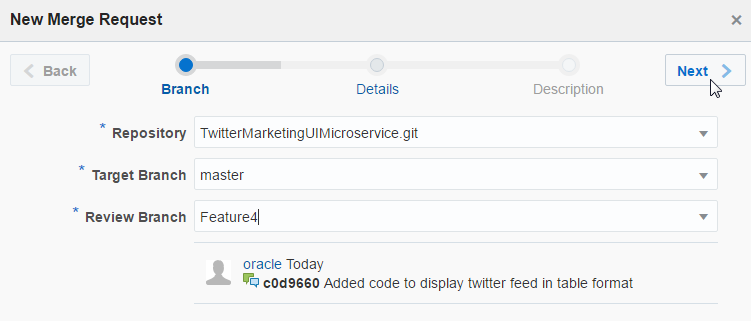 New Merge Request ×
Back Next
Branch Details Description
* Repository TwitterMarketingUIMicroservice.git
* Target Branch master
* Review Branch Feature4
oracle Today
c0d9660 Added code to display twitter feed in table format